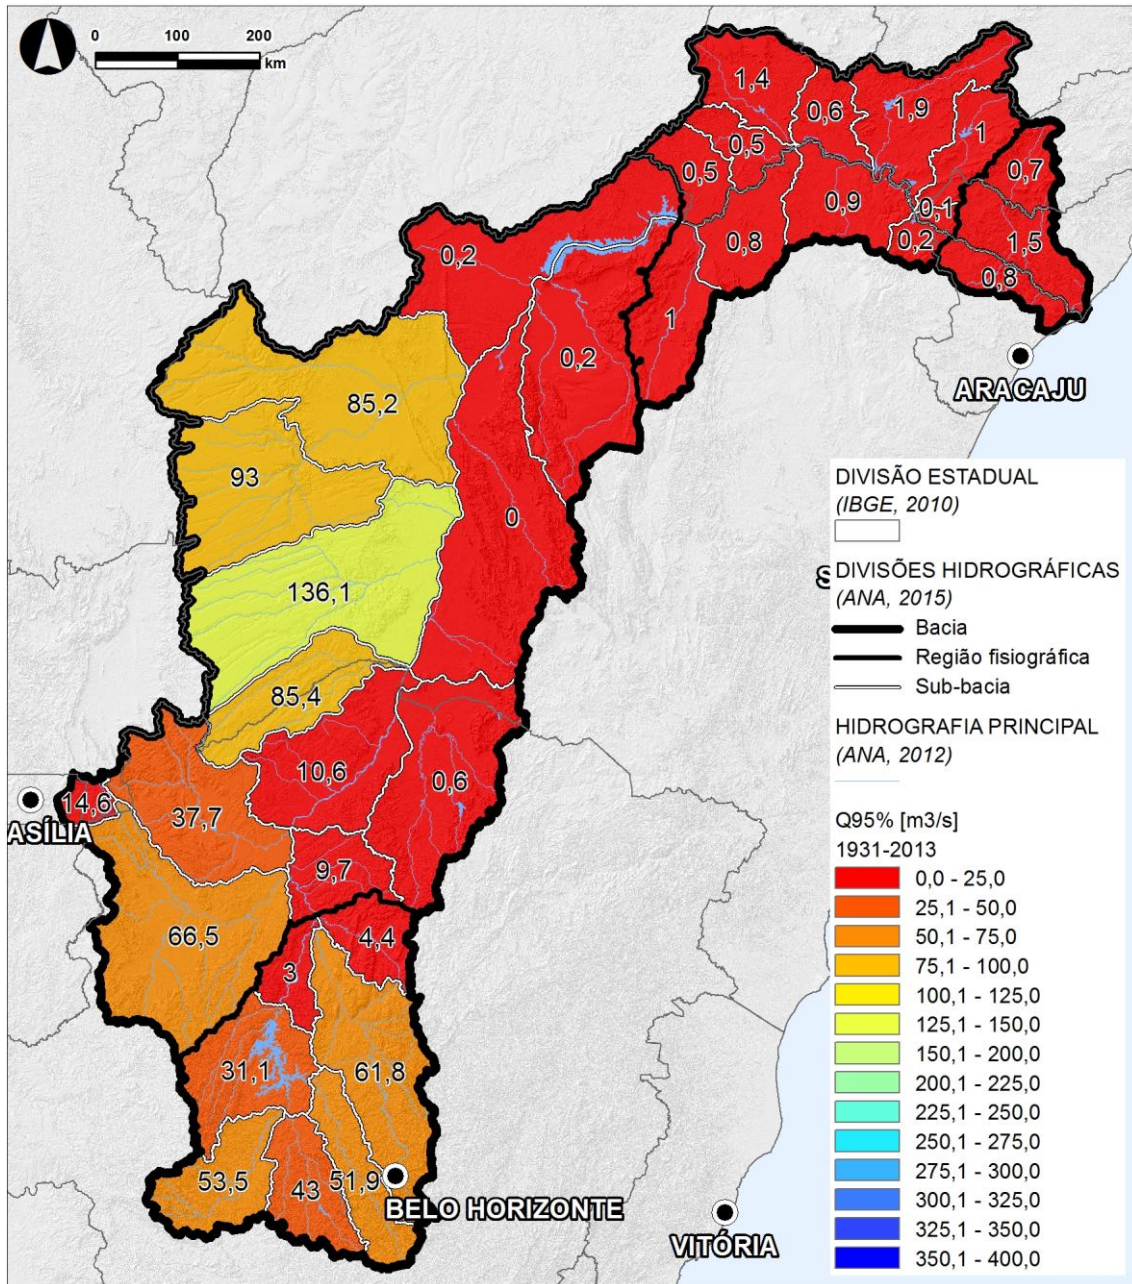 0 100 200
km
1,4
0,6
1,9
1
0,5
0,5
0,7
0,9
0,1
0,2
0,8
1,5
0,8
0,2
1
0,2
ARACAJU
85,2
93
0
136,1
85,4
10,6
0,6
14,6
ASÍLIA
37,7
9,7
66,5
4,4
3
31,1
61,8
53,5
43
51,9
BELO HORIZONTE
VITÓRIA
S
DIVISÃO ESTADUAL
(IBGE, 2010)
DIVISÕES HIDROGRÁFICAS
(ANA, 2015)
Bacia
Região fisiográfica
Sub-bacia
HIDROGRAFIA PRINCIPAL
(ANA, 2012)
Q95% [m3/s]
1931-2013
0,0 - 25,0
25,1 - 50,0
50,1 - 75,0
75,1 - 100,0
100,1 - 125,0
125,1 - 150,0
150,1 - 200,0
200,1 - 225,0
225,1 - 250,0
250,1 - 275,0
275,1 - 300,0
300,1 - 325,0
325,1 - 350,0
350,1 - 400,0